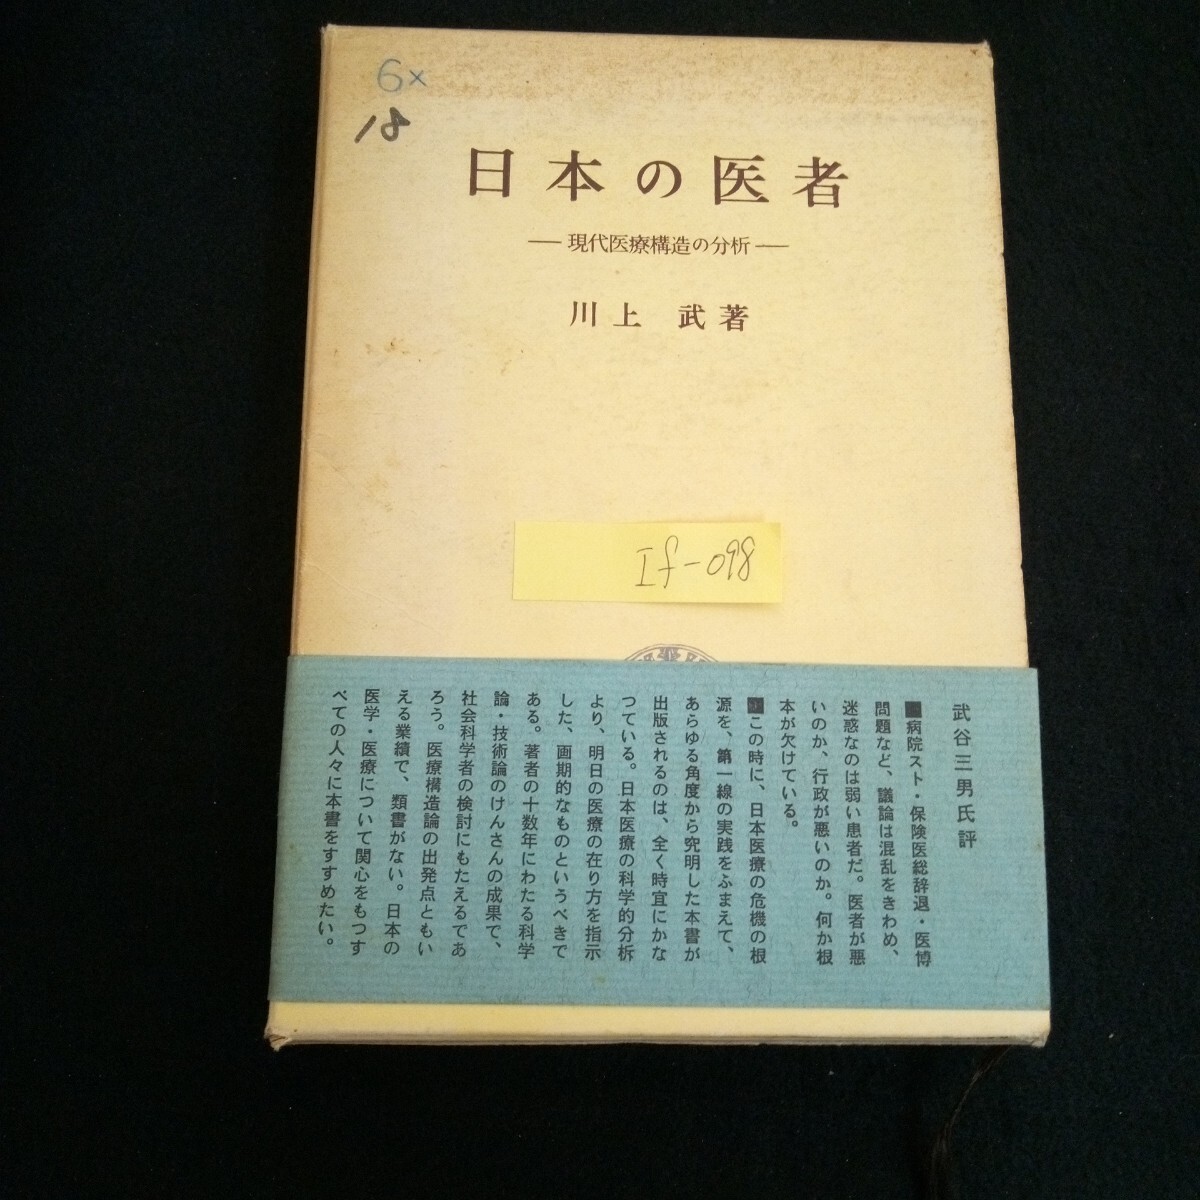 6×
18
日本の医者
―現代医療構造の分析―
川上 武著
If-098
武谷三男氏評
■病院スト・保険医総辞退・医博
問題など、議論は混乱をきわめ、
迷惑なのは弱い患者だ。医者が悪
いのか、行政が悪いのか。何か根
本が欠けている。
■この時に、日本医療の危機の根
源を、第一線の実践をふまえて、
あらゆる角度から究明した本書が
出版されるのは、全く時宜にかな
つている。日本医療の科学的分析
より、明日の医療の在り方を指示
した、画期的なものというべきで
ある。著者の十数年にわたる科学
論・技術論のけんさんの成果で、
社会科学者の検討にもたえるであ
ろう。医療構造論の出発点ともい
える業績で、類書がない。日本の
医学・医療について関心をもつす
べての人々に本書をすすめたい。